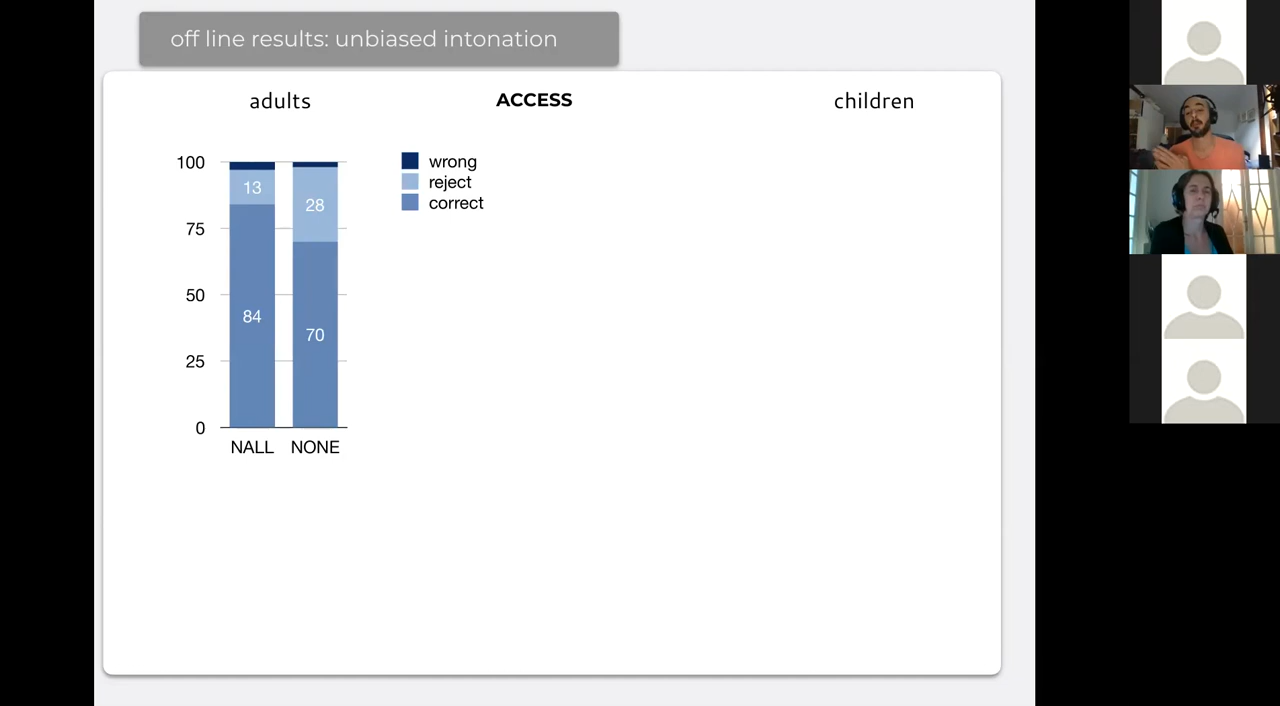 off line results: unbiased intonation
adults
ACCESS
children
100
75
50
25
0
13
84
28
70
NALL NONE
wrong
reject
correct